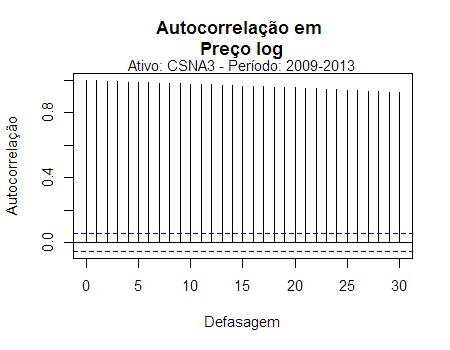 Autocorrelação em
Preço log
Ativo: CSNA3 - Período: 2009-2013
Autocorrelação
0.8
0.4
0.0
0 5 10 15 20 25 30
Defasagem